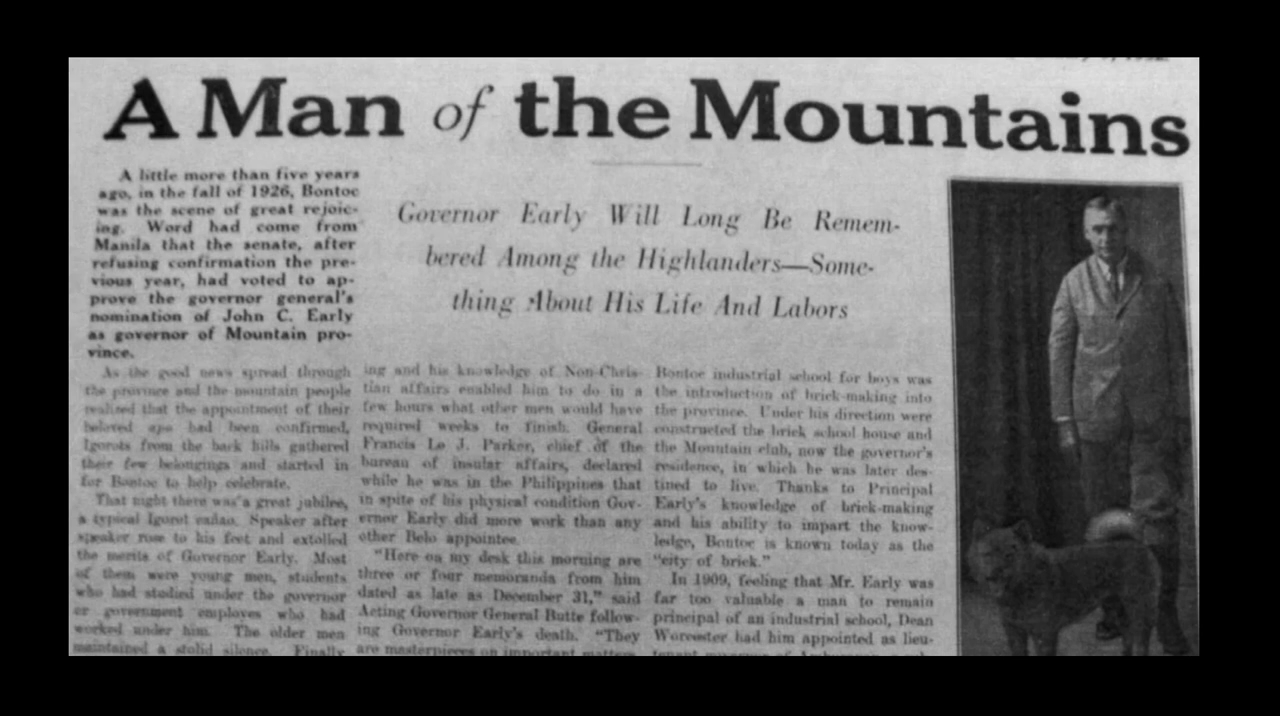 A Man of the Mountains
A little more than five years
ago, in the fall of 1926, Bontoc
was the scene of great rejoic-
ing. Word had come from
Manila that the senate, after
refusing confirmation the pre-
vious year, had voted to ap-
prove the governor general's
nomination of John C. Early
as governor of Mountain pro-
vince.
As the good news spread through
the province and the mountain people
realized that the appointment of their
beloved apo had been confirmed,
Igorots from the back hills gathered
their few belongings and started in
for Bontoc to help celebrate.
That night there was a great jubilee,
a typical Igorot cañao. Speaker after
speaker rose to his feet and extolled
the merits of Governor Early. Most
of them were young men, students
who had studied under the governor
or government employes who had
worked under him. The older men
maintained a stolid silence. Finally
Governor Early Will Long Be Remem-
bered Among the Highlanders—Some-
thing About His Life And Labors
ing and his knowledge of Non-Chris-
tian affairs enabled him to do in a
few hours what other men would have
required weeks to finish. General
Francis Le J. Parker, chief of the
bureau of insular affairs, declared
while he was in the Philippines that
in spite of his physical condition Gov-
ernor Early did more work than any
other Belo appointee.
"Here on my desk this morning are
three or four memoranda from him
dated as late as December 31," said
Acting Governor General Butte follow-
ing Governor Early's death. "They
are masterpieces on important matters
Bontoc industrial school for boys was
the introduction of brick-making into
the province. Under his direction were
constructed the brick school house and
the Mountain club, now the governor's
residence, in which he was later des-
tined to live. Thanks to Principal
Early's knowledge of brick-making
and his ability to impart the know-
ledge, Bontoc is known today as the
"city of brick."
In 1909, feeling that Mr. Early was
far too valuable a man to remain
principal of an industrial school, Dean
Worcester had him appointed as lieu-
tenant governor of